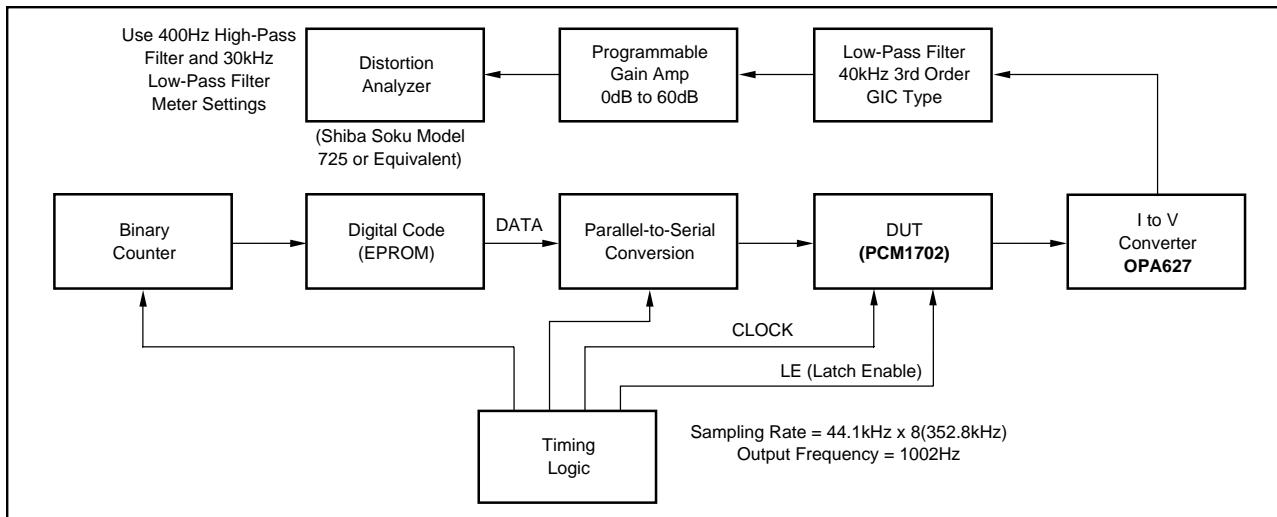 Use 400Hz High-Pass
Filter and 30kHz
Low-Pass Filter
Meter Settings
Distortion
Analyzer
(Shiba Soku Model
725 or Equivalent)
Programmable
Gain Amp
0dB to 60dB
Low-Pass Filter
40kHz 3rd Order
GIC Type
Binary
Counter
Digital Code
(EPROM)
DATA
Parallel-to-Serial
Conversion
DUT
(PCM1702)
I to V
Converter
OPA627
CLOCK
LE (Latch Enable)
Timing
Logic
Sampling Rate = 44.1kHz x 8(352.8kHz)
Output Frequency = 1002Hz